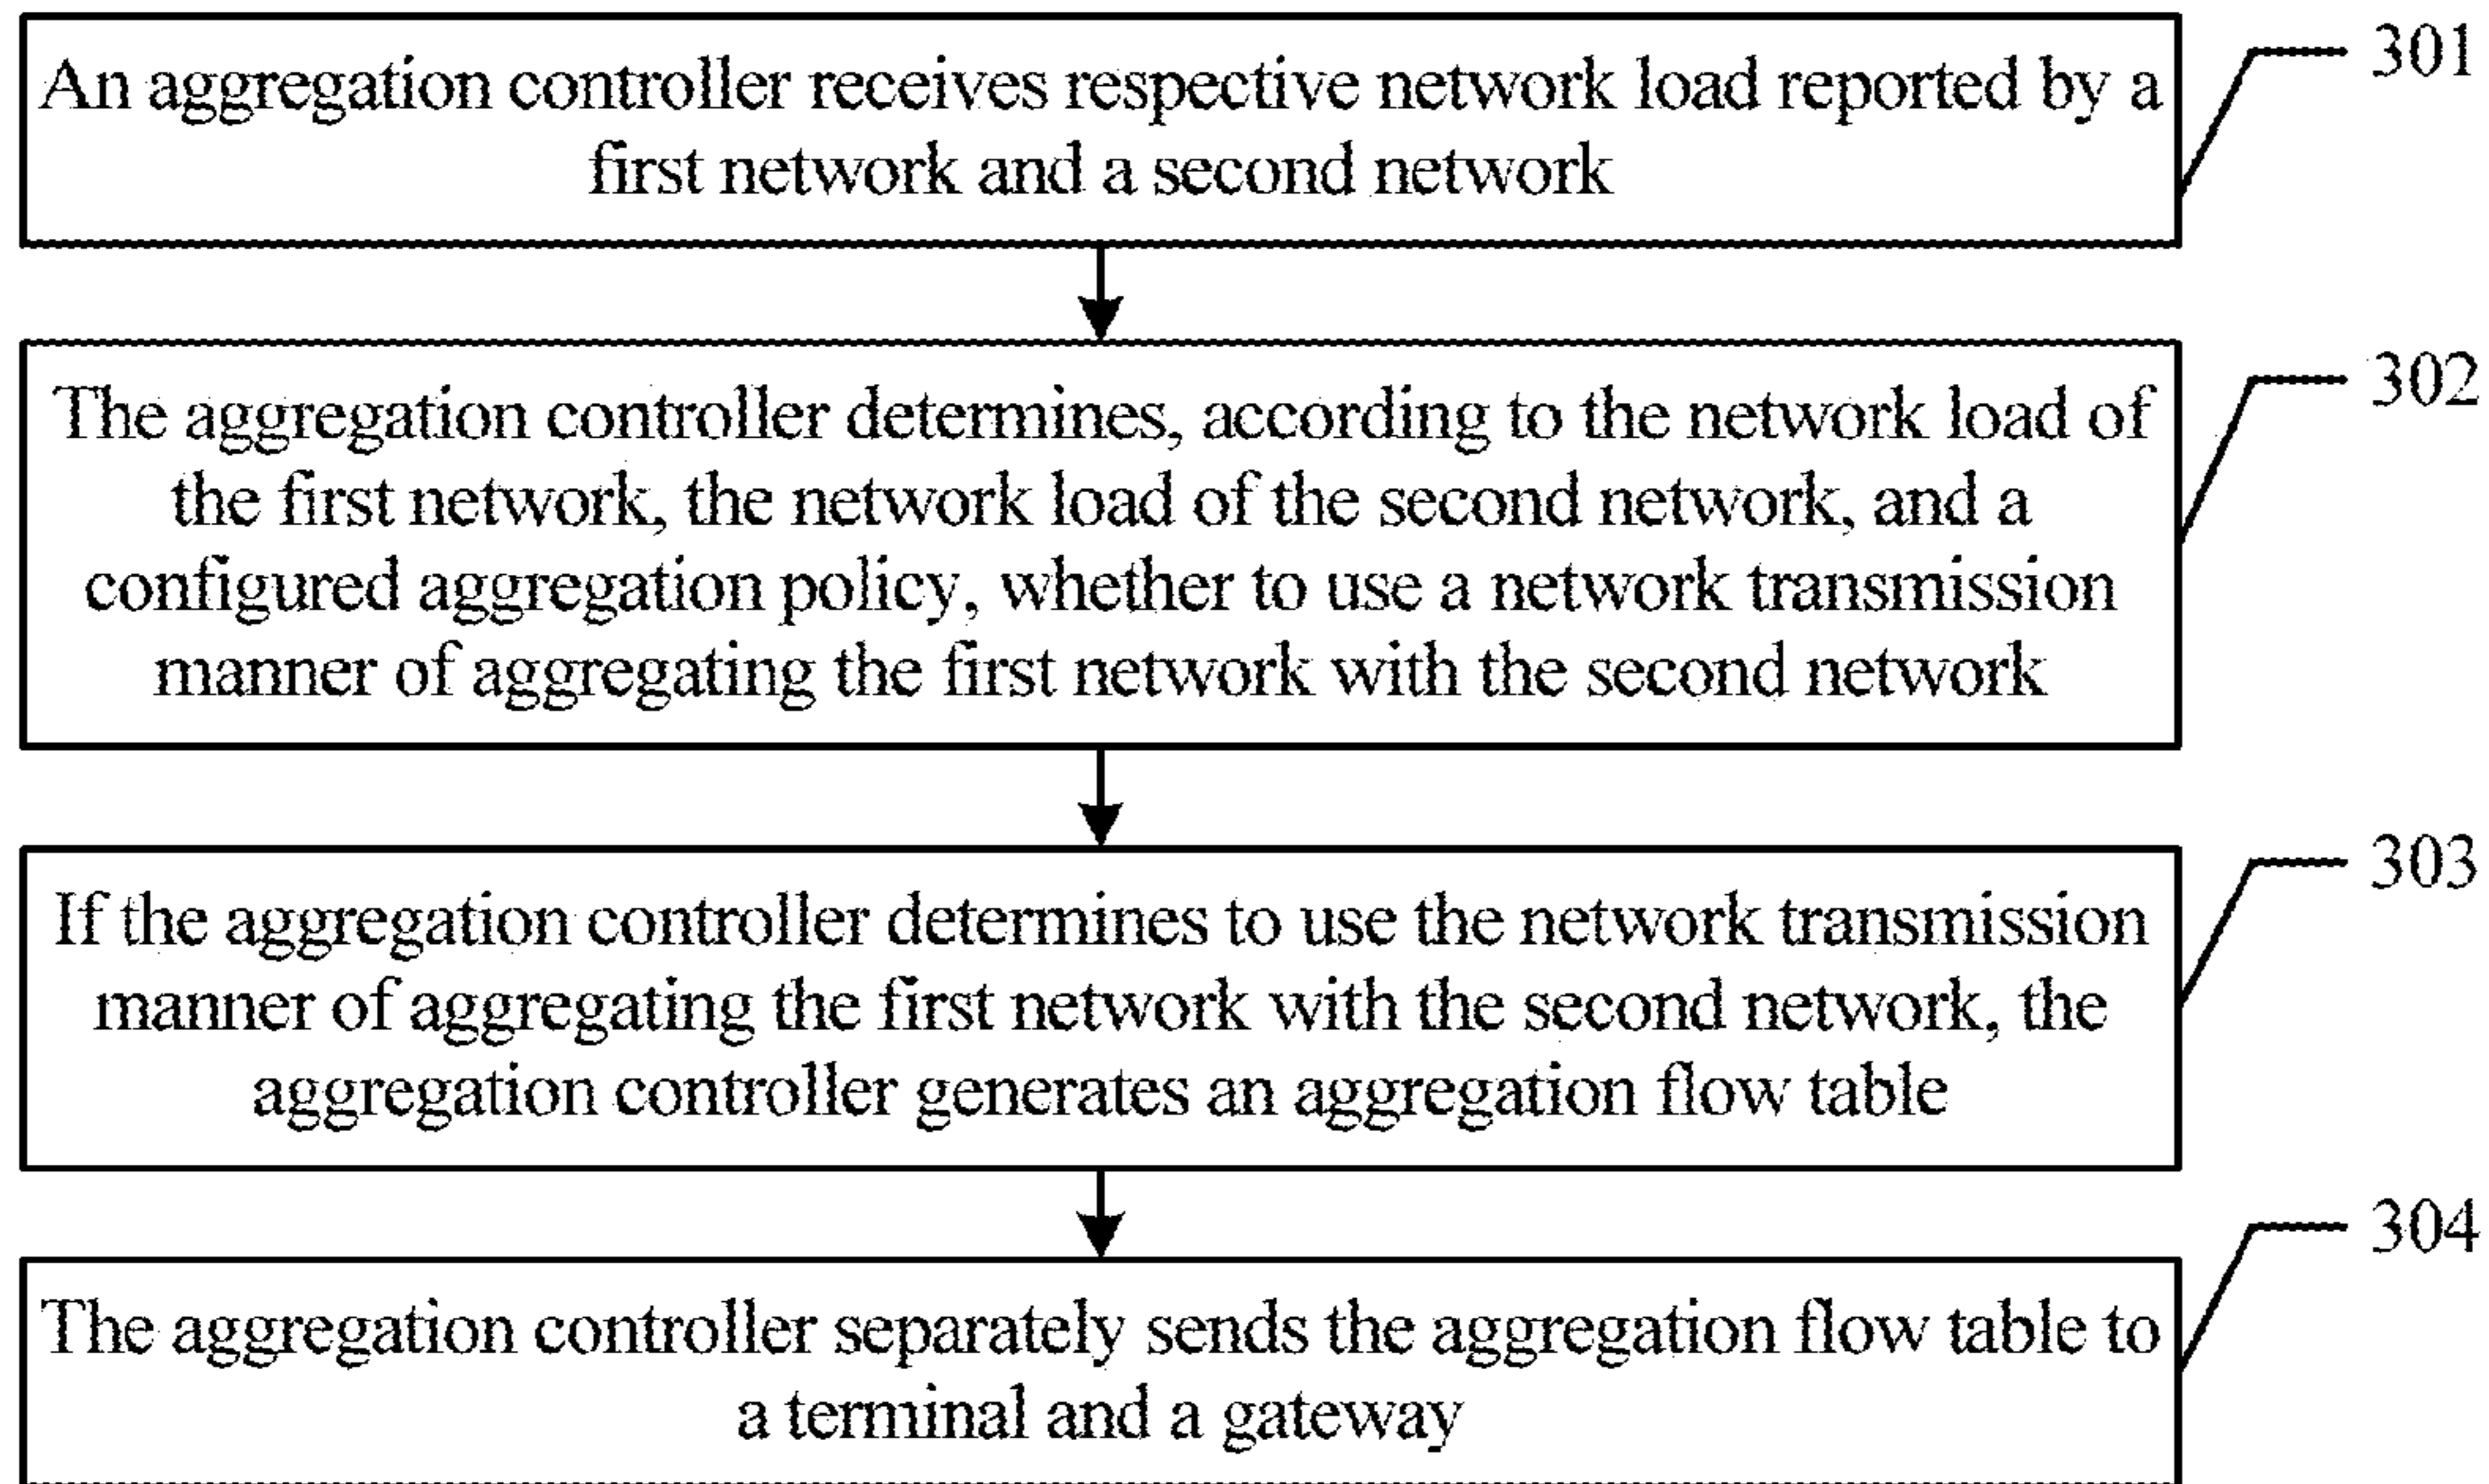 An aggregation controller receives respective network load reported by a
first network and a second network
301
The aggregation controller determines, according to the network load of
the first network, the network load of the second network, and a
configured aggregation policy, whether to use a network transmission
manner of aggregating the first network with the second network
302
If the aggregation controller determines to use the network transmission
manner of aggregating the first network with the second network, the
aggregation controller generates an aggregation flow table
303
The aggregation controller separately sends the aggregation flow table to
a terminal and a gateway
304